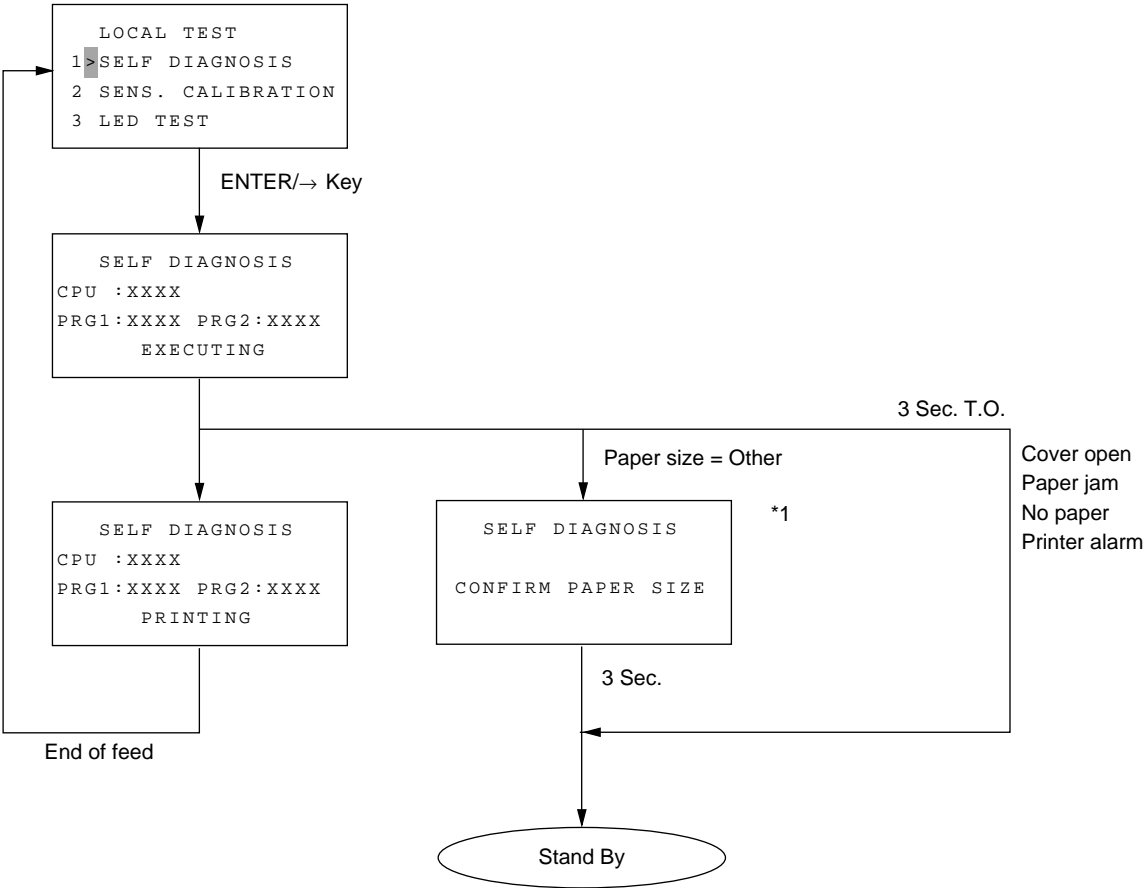 LOCAL TEST
1>SELF DIAGNOSIS
2 SENS. CALIBRATION
3 LED TEST
ENTER/→ Key
SELF DIAGNOSIS
CPU :XXXX
PRG1:XXXX PRG2:XXXX
EXECUTING
3 Sec. T.O.
Paper size = Other
Cover open
Paper jam
No paper
Printer alarm
SELF DIAGNOSIS
CPU :XXXX
PRG1:XXXX PRG2:XXXX
PRINTING
SELF DIAGNOSIS
CONFIRM PAPER SIZE
*1
3 Sec.
End of feed
Stand By